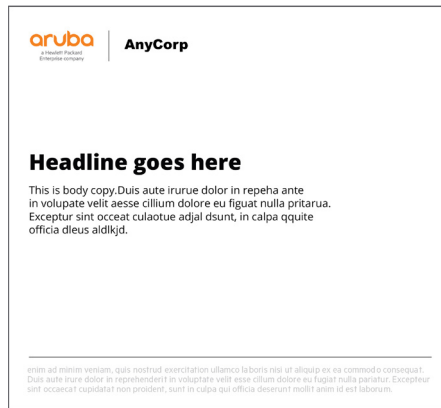 aruba
a Hewlett Packard
Enterprise company
AnyCorp
Headline goes here
This is body copy.Duis aute irurue dolor in repeha ante
in volupate velit aesse cillium dolore eu figuat nulla pritarua.
Exceptur sint occeat culaotue adjal dsunt, in calpa qquite
officia dleus aldlkjd.
enim ad minim veniam, quis nostrud exercitation ullamco laboris nisi ut aliquip ex ea commodo consequat.
Duis aute irure dolor in reprehenderit in voluptate velit esse cillum dolore eu fugiat nulla pariatur. Excepteur
sint occaecat cupidatat non proident, sunt in culpa qui officia deserunt mollit anim id est laborum.